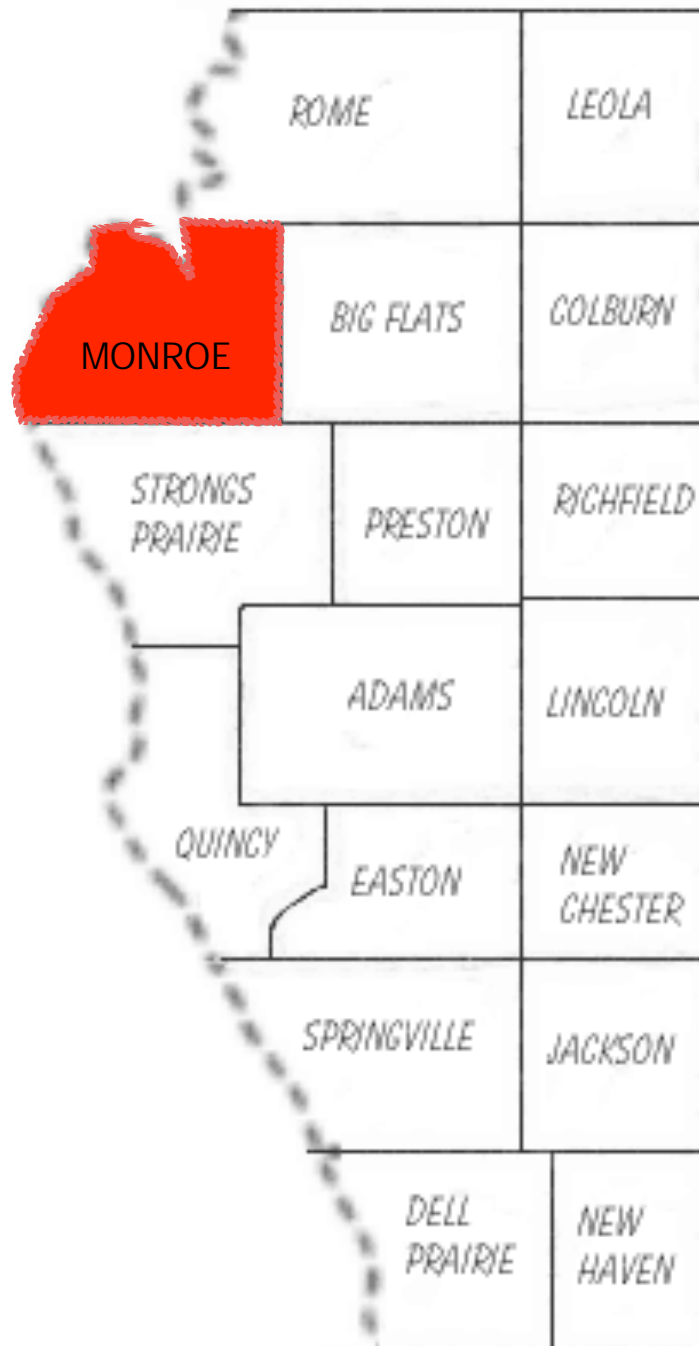 ROME
LEOLA
MONROE
BIG FLATS
COLBURN
STRONGS
PRAIRIE
PRESTON
RICHFIELD
ADAMS
LINCOLN
QUINCY
EASTON
NEW
CHESTER
SPRINGVILLE
JACKSON
DELL
PRAIRIE
NEW
HAVEN